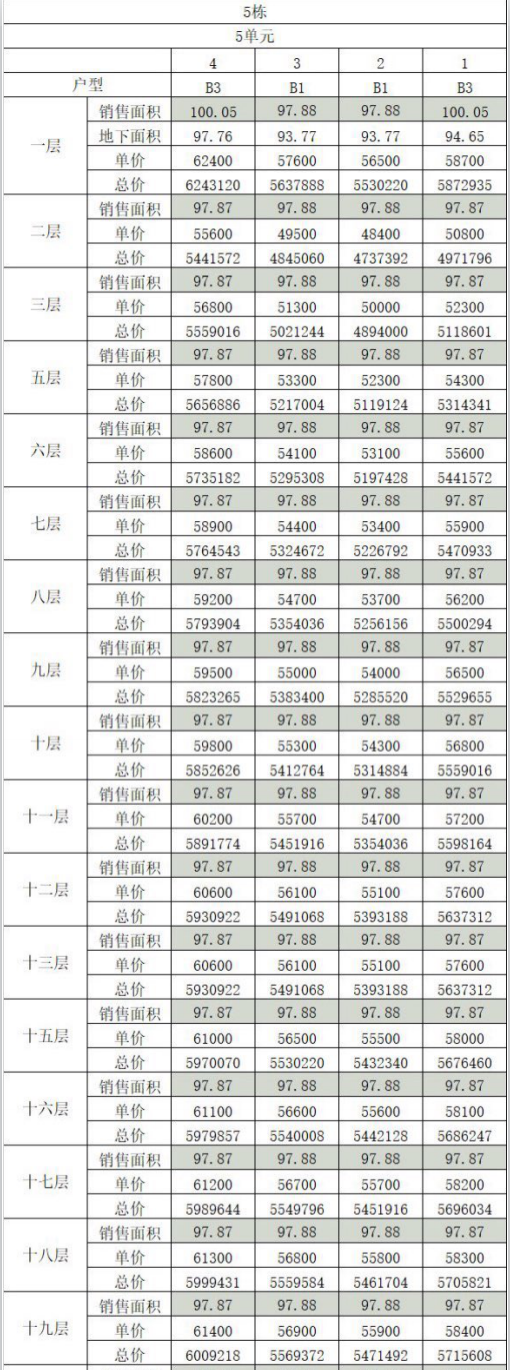 5栋
5单元
4 3 2 1
户型 B3 B1 B1 B3
销售面积 100.05 97.88 97.88 100.05
地下面积 97.76 93.77 93.77 94.65
一层
单价 62400 57600 56500 58700
总价 6243120 5637888 5530220 5872935
销售面积 97.87 97.88 97.88 97.87
二层 单价 55600 49500 48400 50800
总价 5441572 4845060 4737392 4971796
销售面积 97.87 97.88 97.88 97.87
三层 单价 56800 51300 50000 52300
总价 5559016 5021244 4894000 5118601
销售面积 97.87 97.88 97.88 97.87
五层 单价 57800 53300 52300 54300
总价 5656886 5217004 5119124 5314341
销售面积 97.87 97.88 97.88 97.87
六层 单价 58600 54100 53100 55600
总价 5735182 5295308 5197428 5441572
销售面积 97.87 97.88 97.88 97.87
七层 单价 58900 54400 53400 55900
总价 5764543 5324672 5226792 5470933
销售面积 97.87 97.88 97.88 97.87
八层 单价 59200 54700 53700 56200
总价 5793904 5354036 5256156 5500294
销售面积 97.87 97.88 97.88 97.87
九层 单价 59500 55000 54000 56500
总价 5823265 5383400 5285520 5529655
销售面积 97.87 97.88 97.88 97.87
十层 单价 59800 55300 54300 56800
总价 5852626 5412764 5314884 5559016
销售面积 97.87 97.88 97.88 97.87
十一层 单价 60200 55700 54700 57200
总价 5891774 5451916 5354036 5598164
销售面积 97.87 97.88 97.88 97.87
十二层 单价 60600 56100 55100 57600
总价 5930922 5491068 5393188 5637312
销售面积 97.87 97.88 97.88 97.87
十三层 单价 60600 56100 55100 57600
总价 5930922 5491068 5393188 5637312
销售面积 97.87 97.88 97.88 97.87
十五层 单价 61000 56500 55500 58000
总价 5970070 5530220 5432340 5676460
销售面积 97.87 97.88 97.88 97.87
十六层 单价 61100 56600 55600 58100
总价 5979857 5540008 5442128 5686247
销售面积 97.87 97.88 97.88 97.87
十七层 单价 61200 56700 55700 58200
总价 5989644 5549796 5451916 5696034
销售面积 97.87 97.88 97.88 97.87
十八层 单价 61300 56800 55800 58300
总价 5999431 5559584 5461704 5705821
销售面积 97.87 97.88 97.88 97.87
十九层 单价 61400 56900 55900 58400
总价 6009218 5569372 5471492 5715608